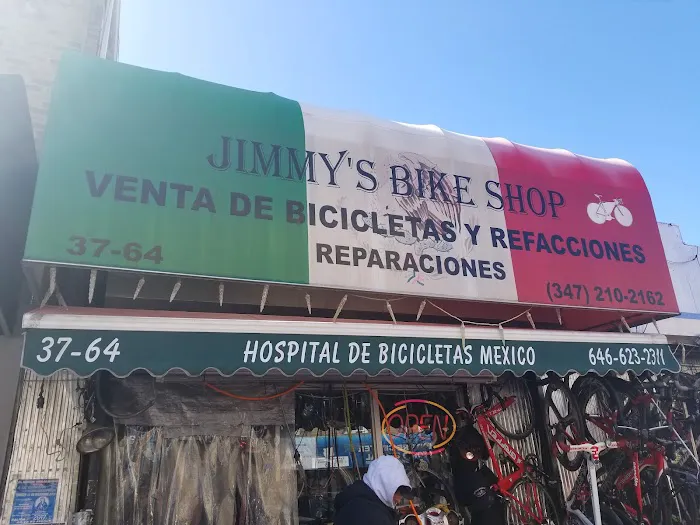 JIMMY'S BIKE SHOP
VENTA DE BICICLETAS Y REFACCIONES
REPARACIONES
37-64
(347) 210-2162
37-64 HOSPITAL DE BICICLETAS MEXICO 646-623-2311
OPEN